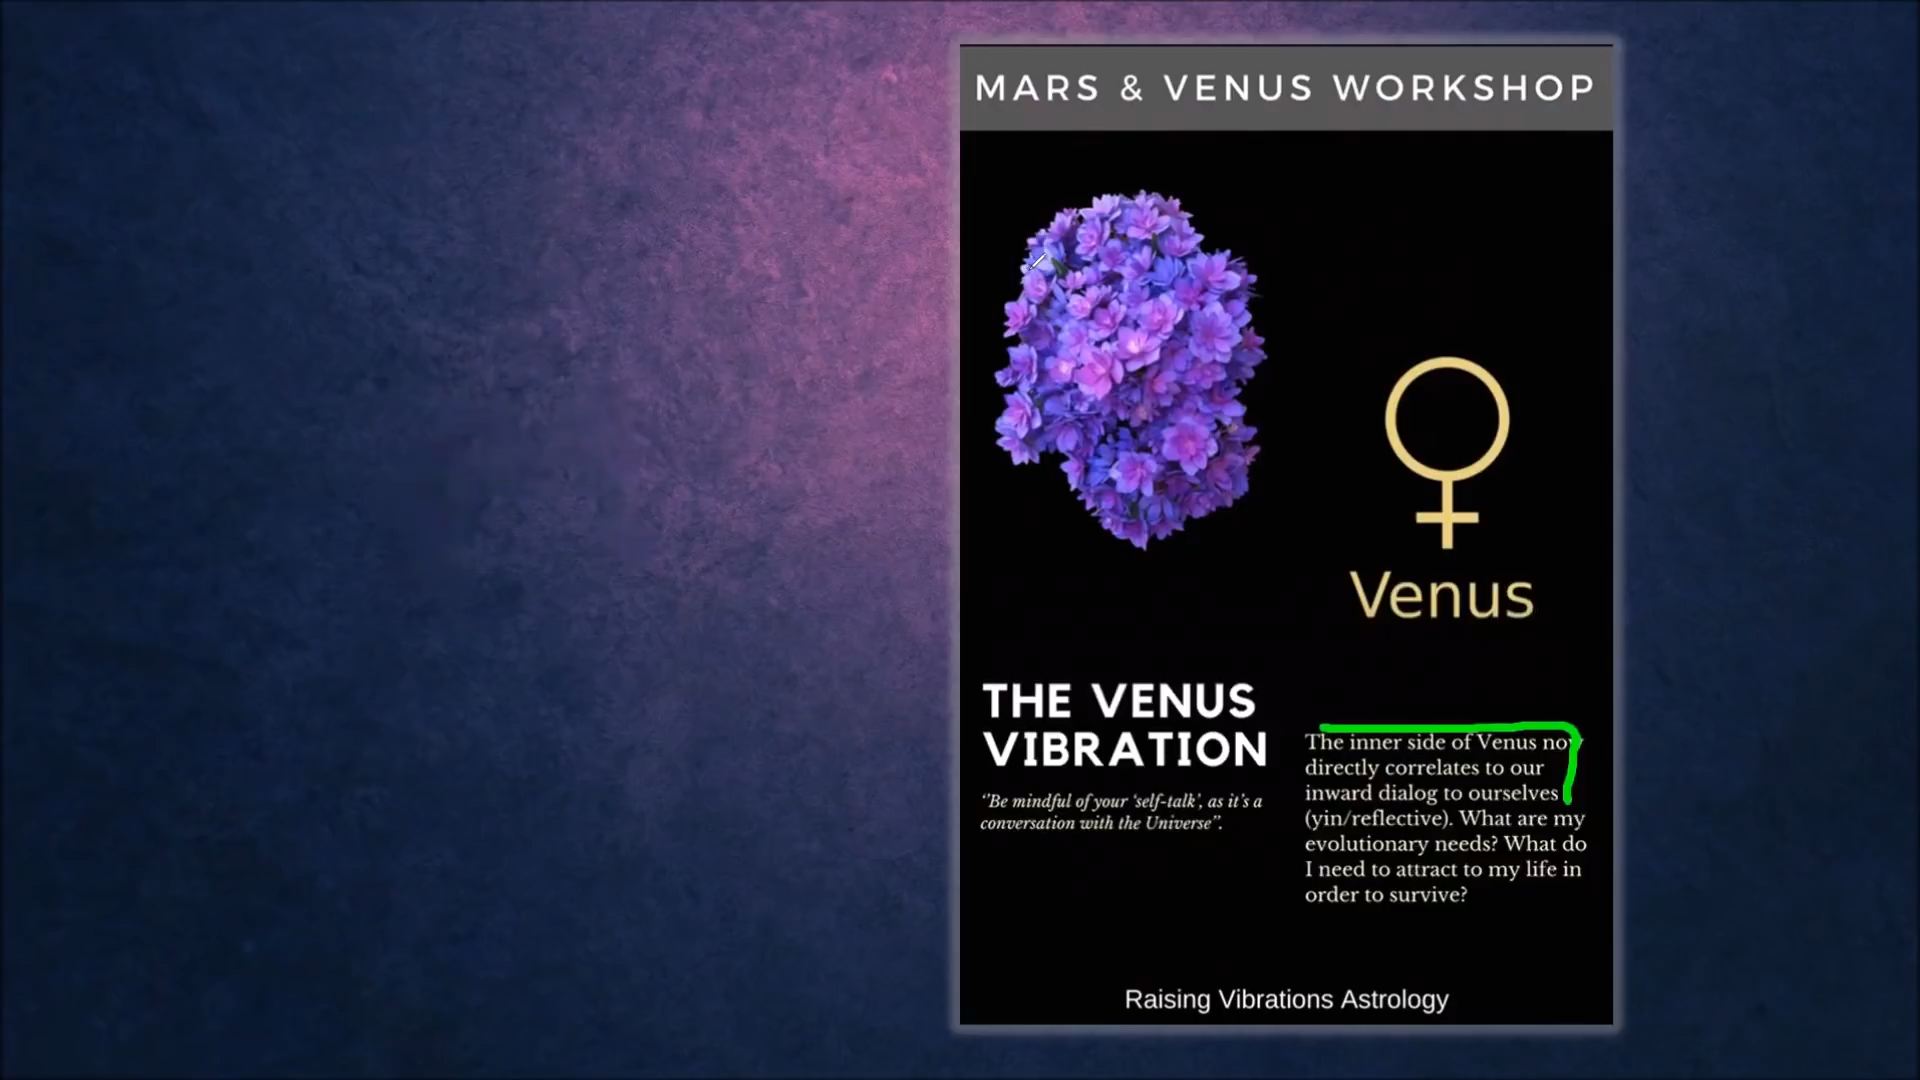 MARS & VENUS WORKSHOP
Venus
THE VENUS
VIBRATION
"Be mindful of your 'self-talk', as it's a
conversation with the Universe".
The inner side of Venus now
directly correlates to our
inward dialog to ourselves
(yin/reflective). What are my
evolutionary needs? What do
I need to attract to my life in
order to survive?
Raising Vibrations Astrology